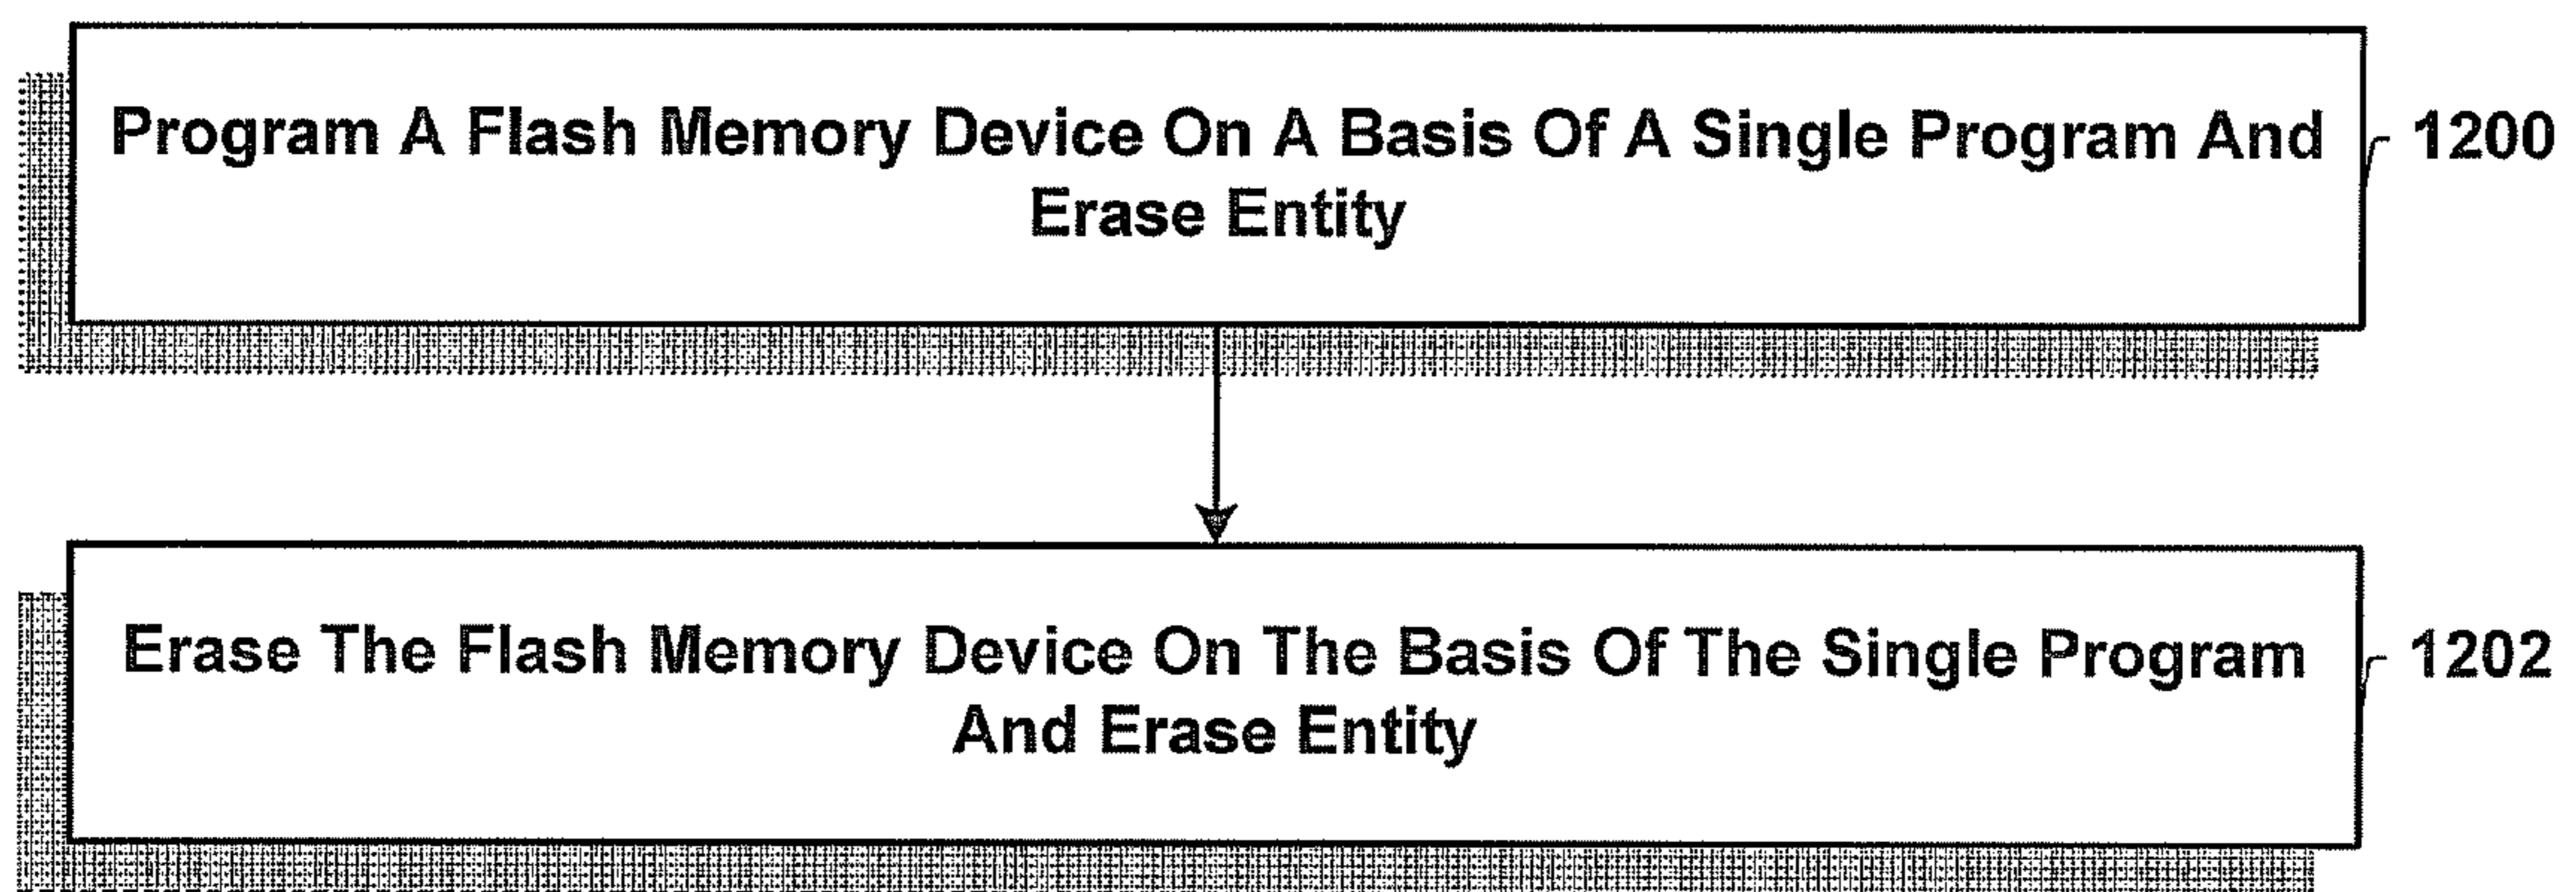 Program A Flash Memory Device On A Basis Of A Single Program And
Erase Entity
1200
Erase The Flash Memory Device On The Basis Of The Single Program
And Erase Entity
1202